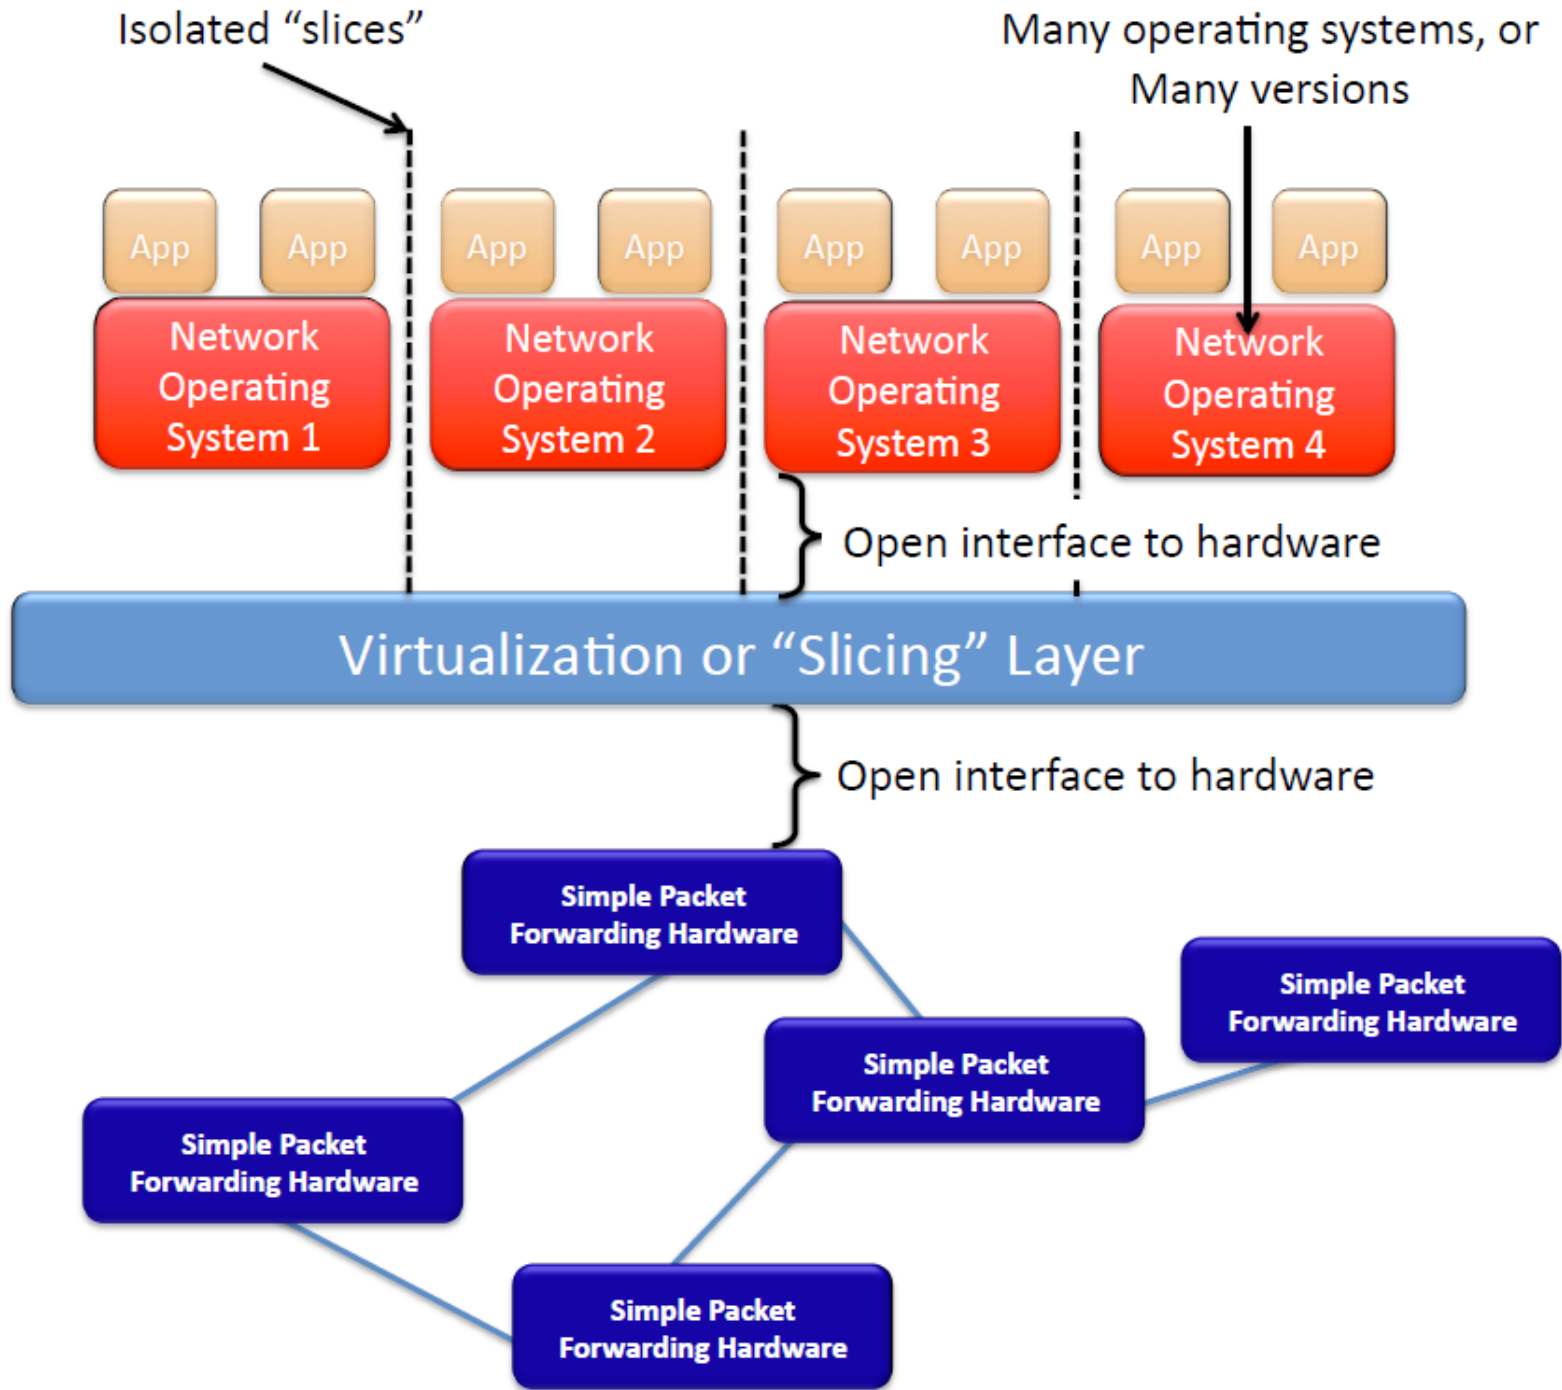 Isolated “slices”
Many operating systems, or
Many versions
App
App
App
App
App
App
App
App
Network
Operating
System 1
Network
Operating
System 2
Network
Operating
System 3
Network
Operating
System 4
Open interface to hardware
Virtualization or “Slicing” Layer
Open interface to hardware
Simple Packet
Forwarding Hardware
Simple Packet
Forwarding Hardware
Simple Packet
Forwarding Hardware
Simple Packet
Forwarding Hardware
Simple Packet
Forwarding Hardware